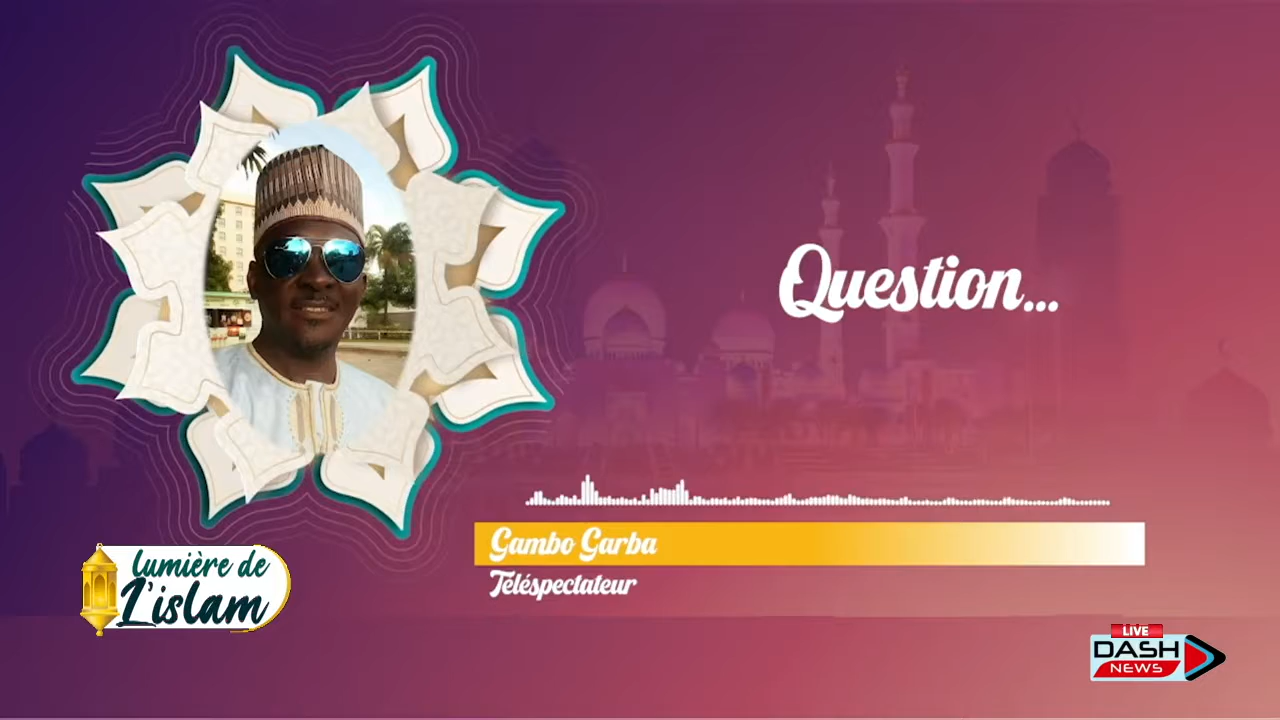 Question...
Gambo Garba
Téléspectateur
lumière de
L'islam
LIVE
DASH
NEWS